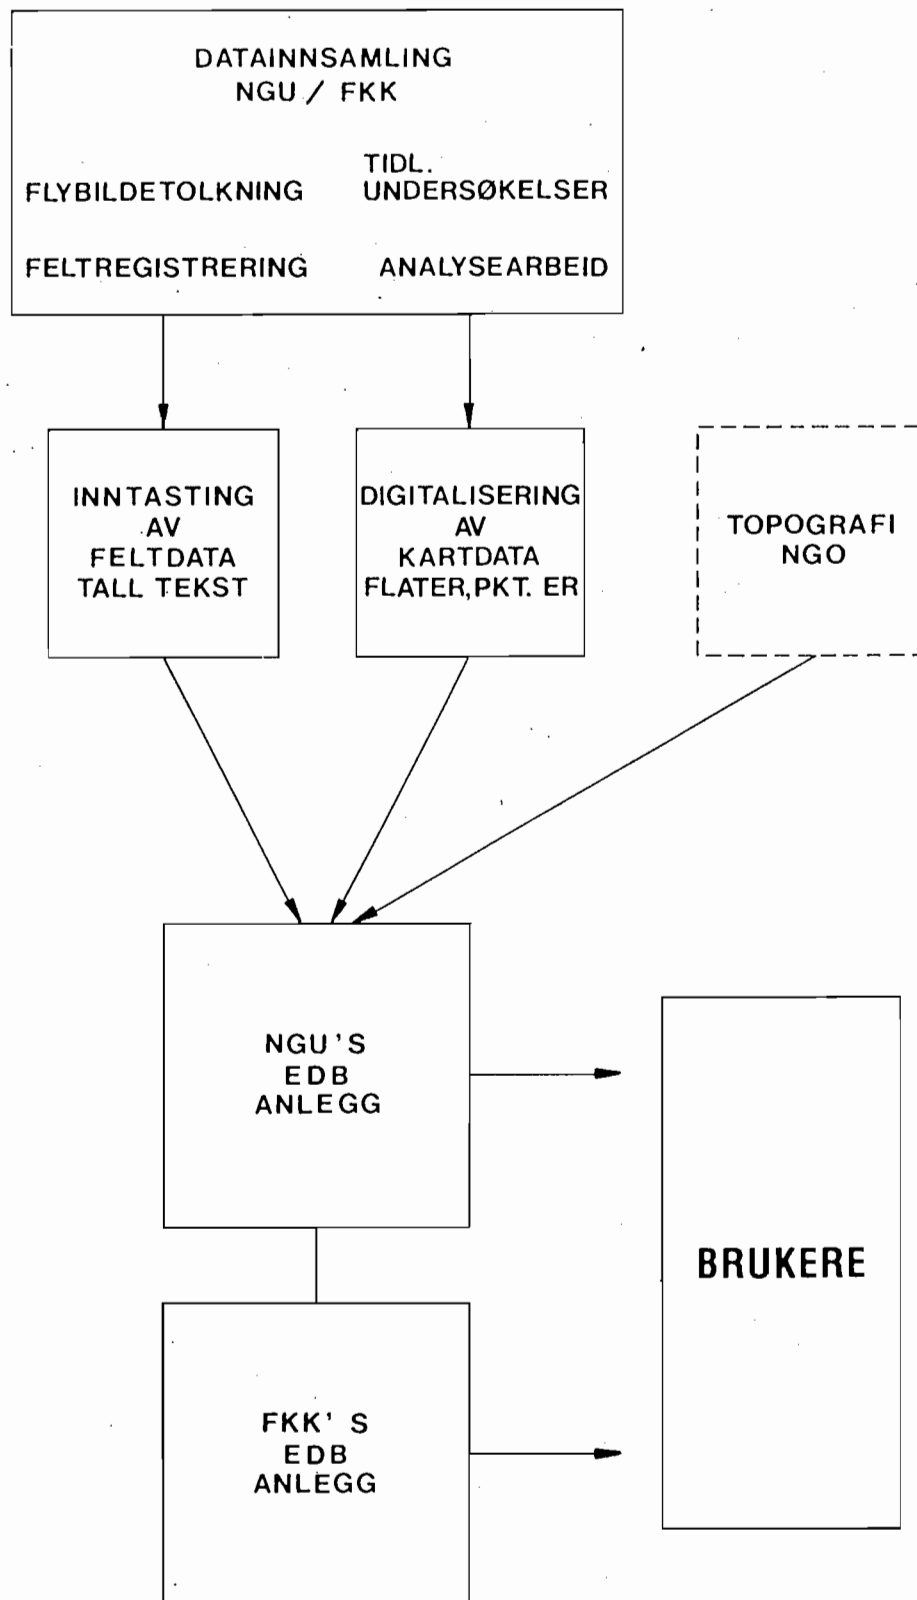 DATAINNSAMLING
NGU / FKK
FLYBILDETOLKNING
TIDL.
UNDERSØKELSER
FELTREGISTRERING
ANALYSEARBEID
INNTASTING
AV
FELTDATA
TALL TEKST
DIGITALISERING
AV
KARTDATA
FLATER,PKT. ER
TOPOGRAFI
NGO
NGU'S
EDB
ANLEGG
BRUKERE
FKK' S
EDB
ANLEGG